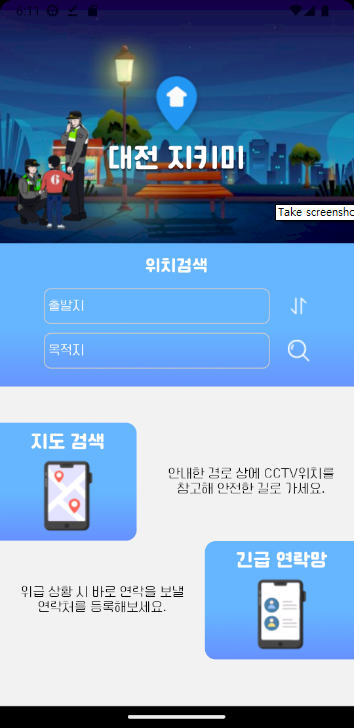 6:11
대전 지키미
6
Take screensho
위치검색
출발지
목적지
지도 검색
안내한 경로 상에 CCTV위치를
참고해 안전한 길로 가세요.
긴급 연락망
위급 상황 시 바로 연락을 보낼
연락처를 등록해보세요.